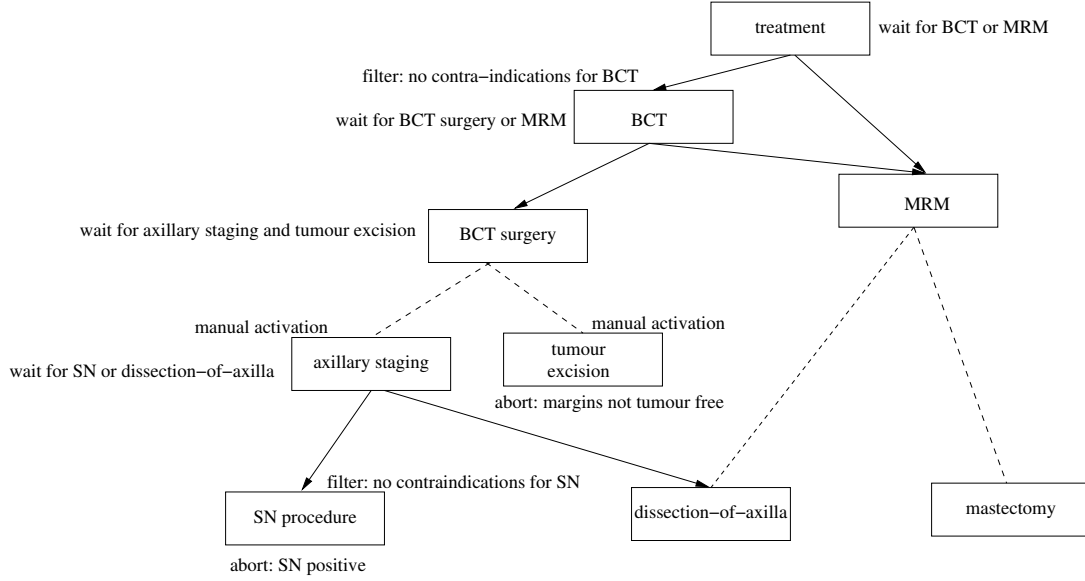 treatment
wait for BCT or MRM
filter: no contra−indications for BCT
wait for BCT surgery or MRM
BCT
MRM
wait for axillary staging and tumour excision
BCT surgery
manual activation
manual activation
wait for SN or dissection−of−axilla
axillary staging
tumour
excision
abort: margins not tumour free
filter: no contraindications for SN
SN procedure
dissection−of−axilla
mastectomy
abort: SN positive